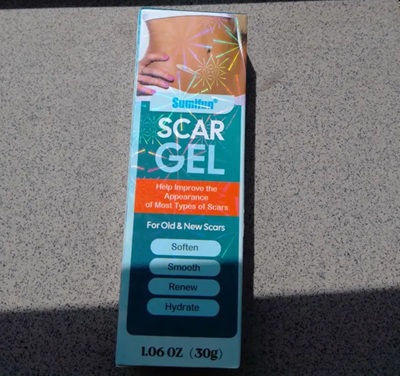 Sumifun®
SCAR
GEL
Help Improve the
Appearance
of Most Types of Scars
For Old & New Scars
Soften
Smooth
Renew
Hydrate
1.06 OZ (30g)